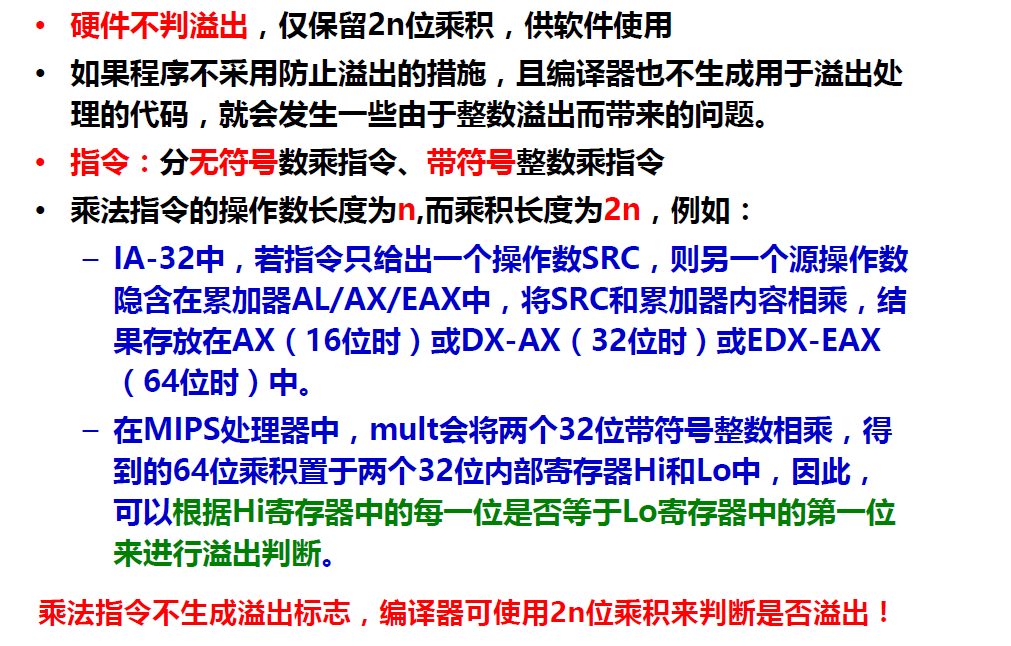 • 硬件不判溢出，仅保留2n位乘积，供软件使用
• 如果程序不采用防止溢出的措施，且编译器也不生成用于溢出处
理的代码，就会发生一些由于整数溢出而带来的问题。
• 指令：分无符号数乘指令、带符号整数乘指令
• 乘法指令的操作数长度为n,而乘积长度为2n，例如：
– IA-32中，若指令只给出一个操作数SRC，则另一个源操作数
隐含在累加器AL/AX/EAX中，将SRC和累加器内容相乘，结
果存放在AX（16位时）或DX-AX（32位时）或EDX-EAX
（64位时）中。
– 在MIPS处理器中，mult会将两个32位带符号整数相乘，得
到的64位乘积置于两个32位内部寄存器Hi和Lo中，因此，
可以根据Hi寄存器中的每一位是否等于Lo寄存器中的第一位
来进行溢出判断。
乘法指令不生成溢出标志，编译器可使用2n位乘积来判断是否溢出！